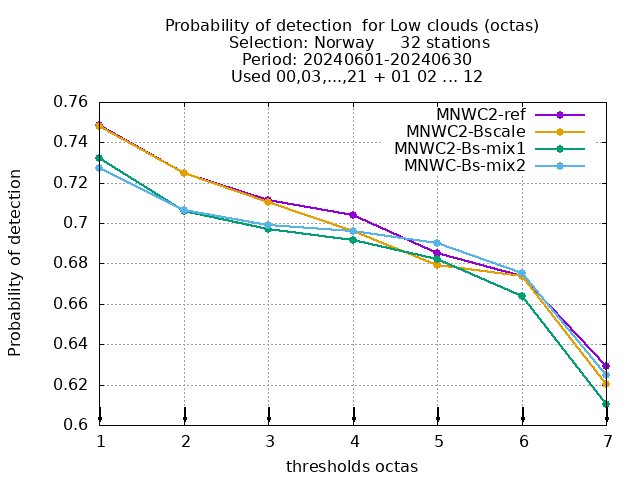 Probability of detection  for Low clouds (octas)
Selection: Norway     32 stations
Period: 20240601-20240630
Used 00,03,...,21 + 01 02 ... 12
MNWC2-ref
MNWC2-Bscale
MNWC2-Bs-mix1
MNWC-Bs-mix2
Probability of detection
0.76
0.74
0.72
0.7
0.68
0.66
0.64
0.62
0.6
1 2 3 4 5 6 7
thresholds octas